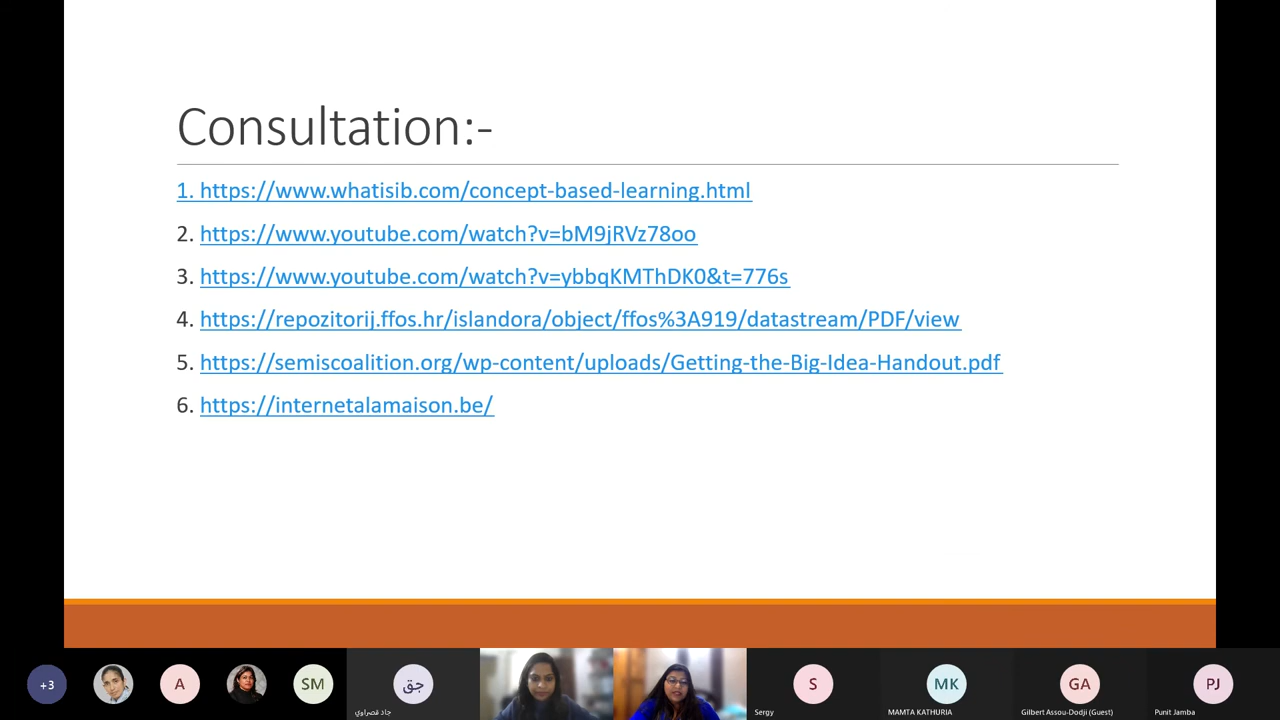 Consultation:-
1. https://www.whatisib.com/concept-based-learning.html
2. https://www.youtube.com/watch?v=bM9jRVz78oo
3. https://www.youtube.com/watch?v=ybbqKMThDK0&t=776s
4. https://repozitorij.ffos.hr/islandora/object/ffos%3A919/datastream/PDF/view
5. https://semiscoalition.org/wp-content/uploads/Getting-the-Big-Idea-Handout.pdf
6. https://internetalamaison.be/
+3
A
SM
جق
جاد قصراوي
S
Sergy
MK
MAMTA KATHURIA
GA
Gilbert Assou-Dodji (Guest)
PJ
Punit Jamba